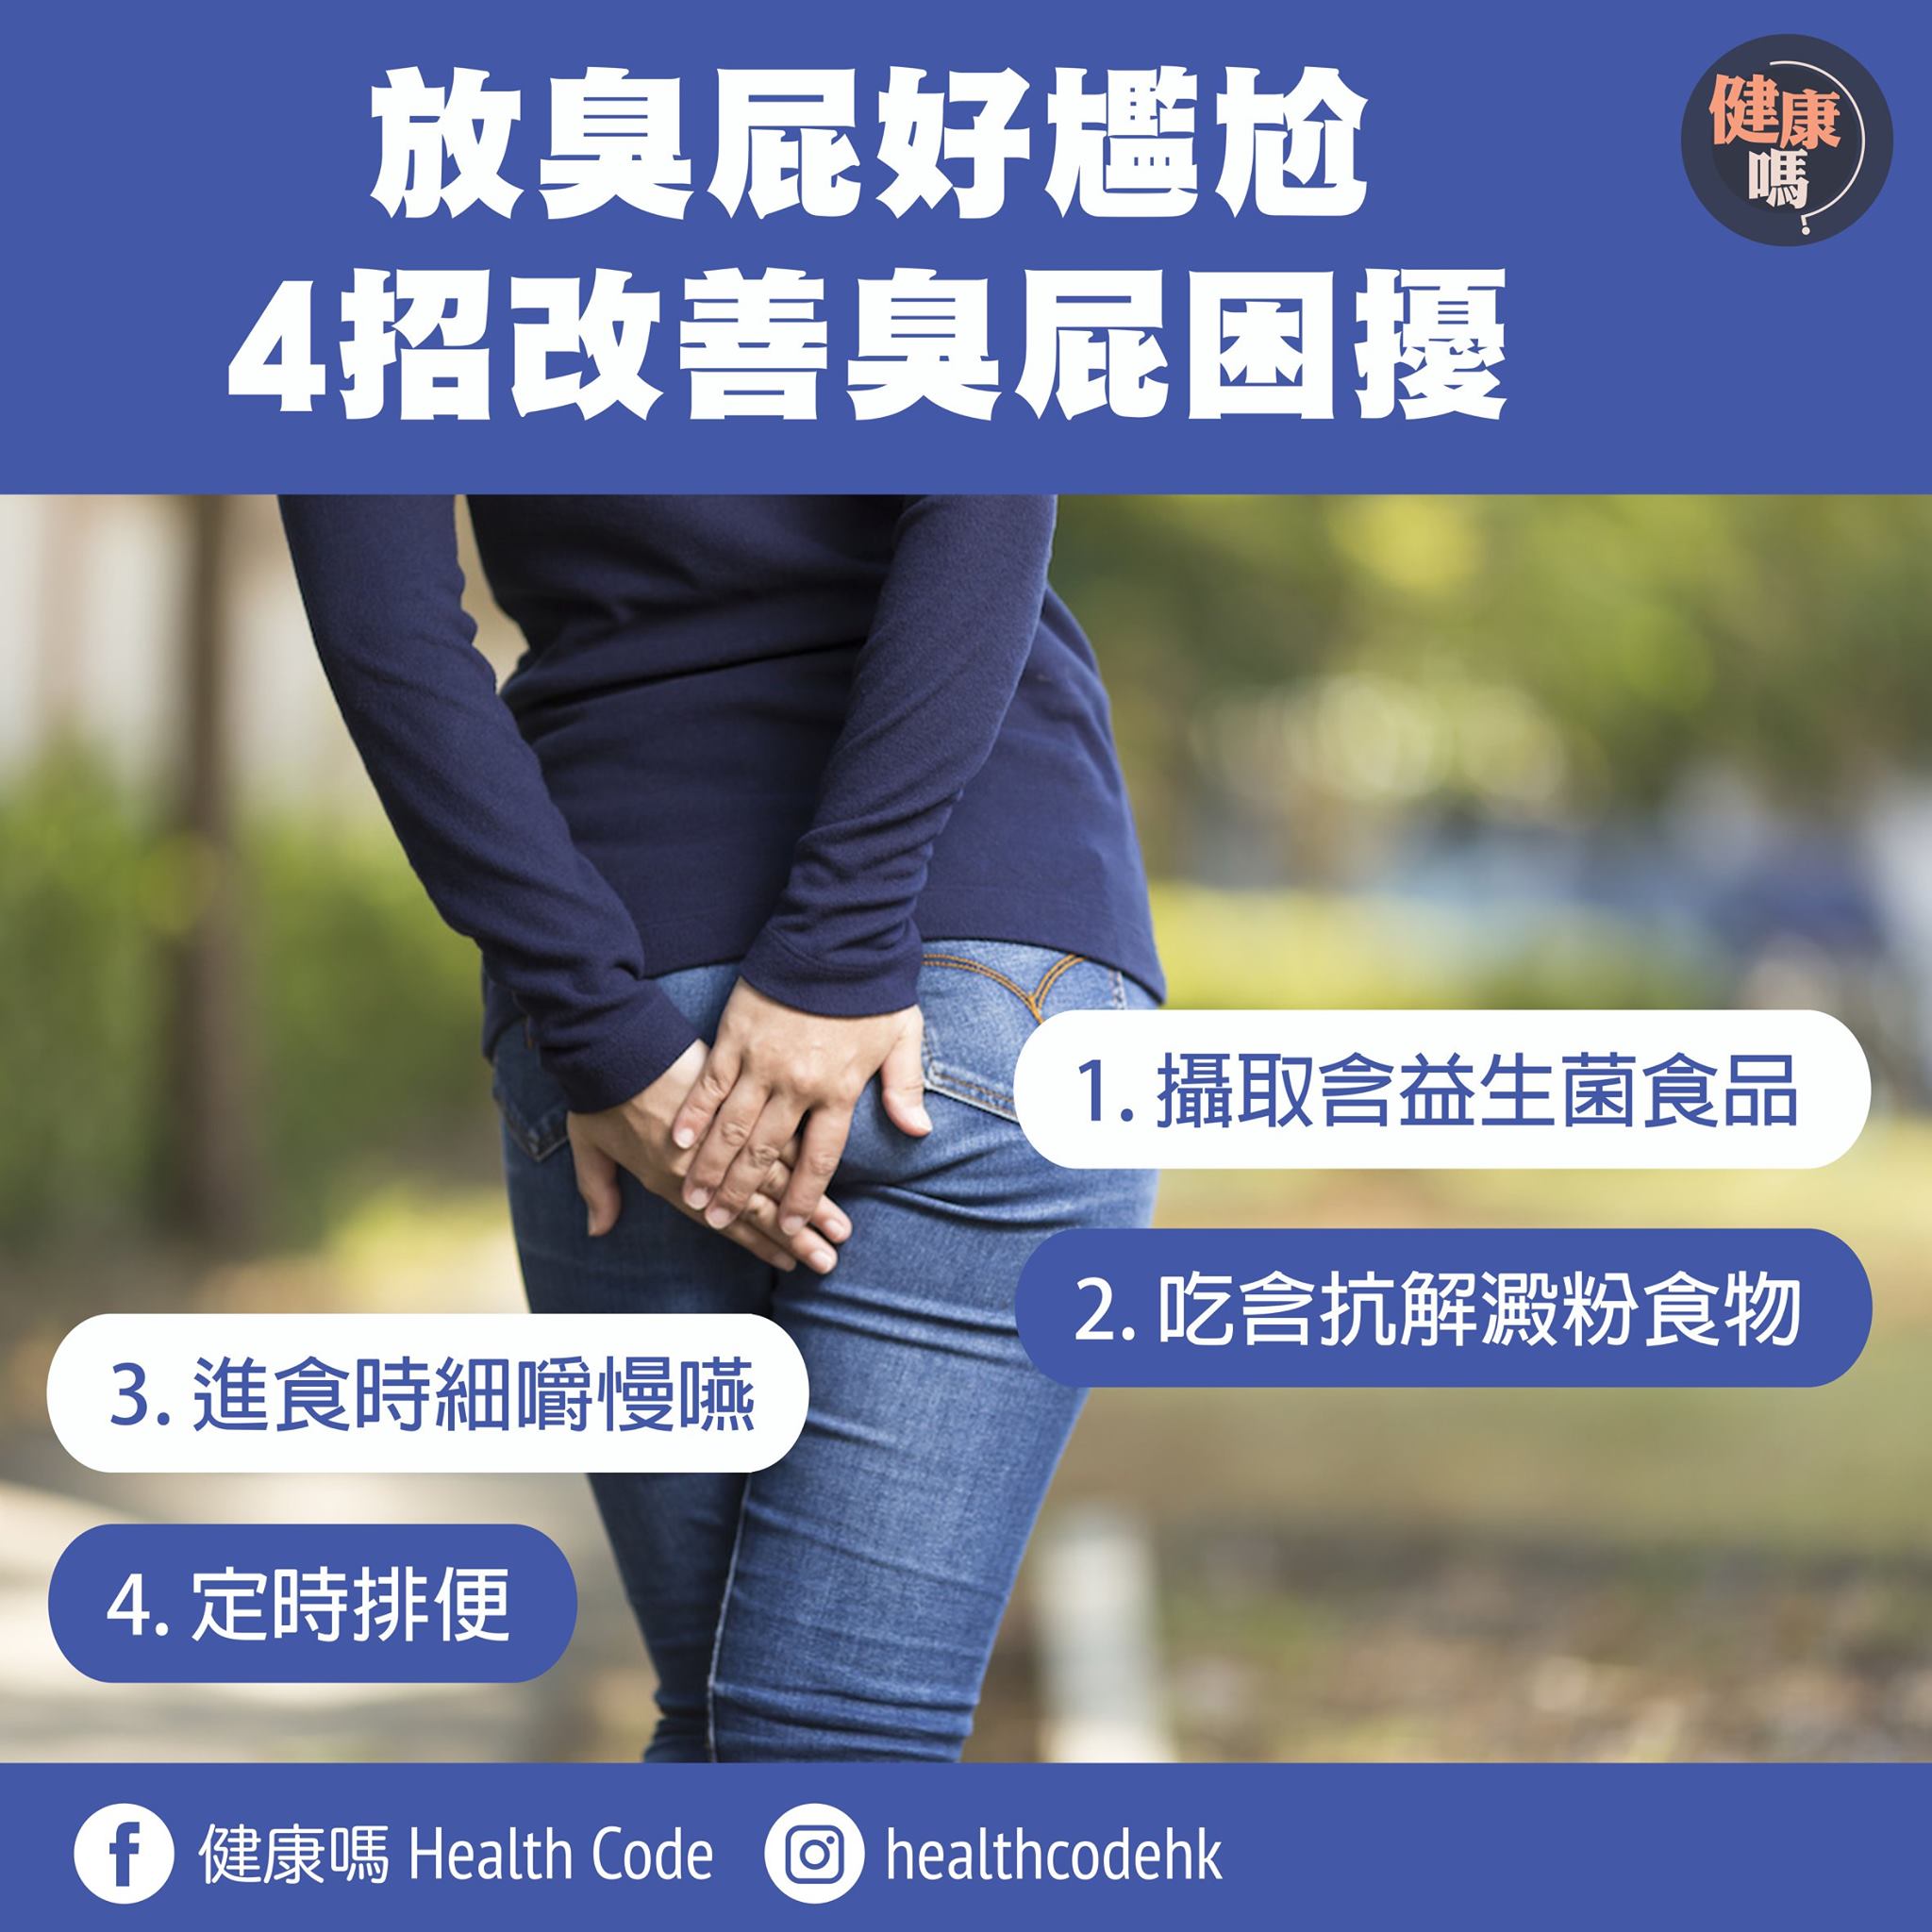 放臭屁好尷尬
4招改善臭屁困擾
健康
嗎?
1. 攝取含益生菌食品
2. 吃含抗解澱粉食物
3. 進食時細嚼慢嚥
4. 定時排便
健康嗎 Health Code
healthcodehk